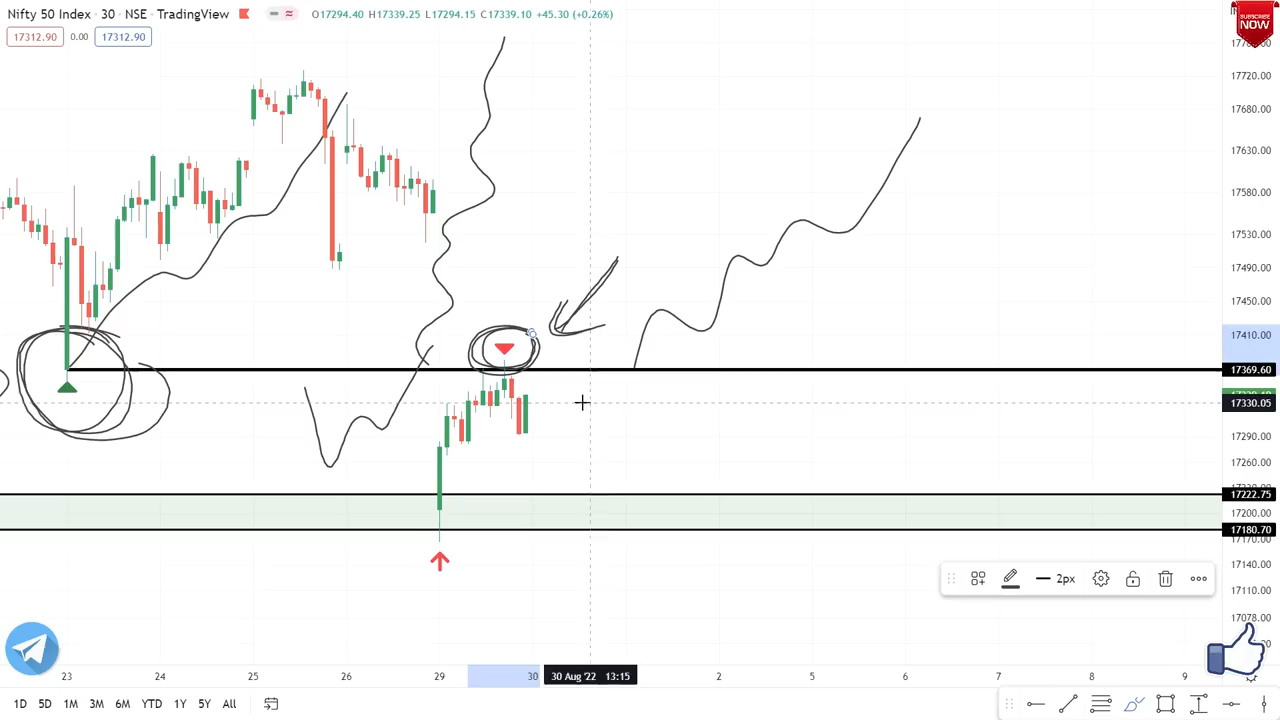 Nifty 50 Index · 30 · NSE · TradingView O17294.40 H17339.25 L17294.15 C17339.10 +45.30 (+0.26%)
SUBSCRIBE
NOW
17312.90 0.00 17312.90
17720.00
17680.00
17630.00
17580.00
17530.00
17490.00
17450.00
17410.00
17369.60
17330.05
17290.00
17260.00
17222.75
17200.00
17180.70
17170.00
2px
17140.00
17110.00
17078.00
23 24 25 26 29 30 30 Aug '22 13:15 2 5 6 7 8 9
1D 5D 1M 3M 6M YTD 1Y 5Y All